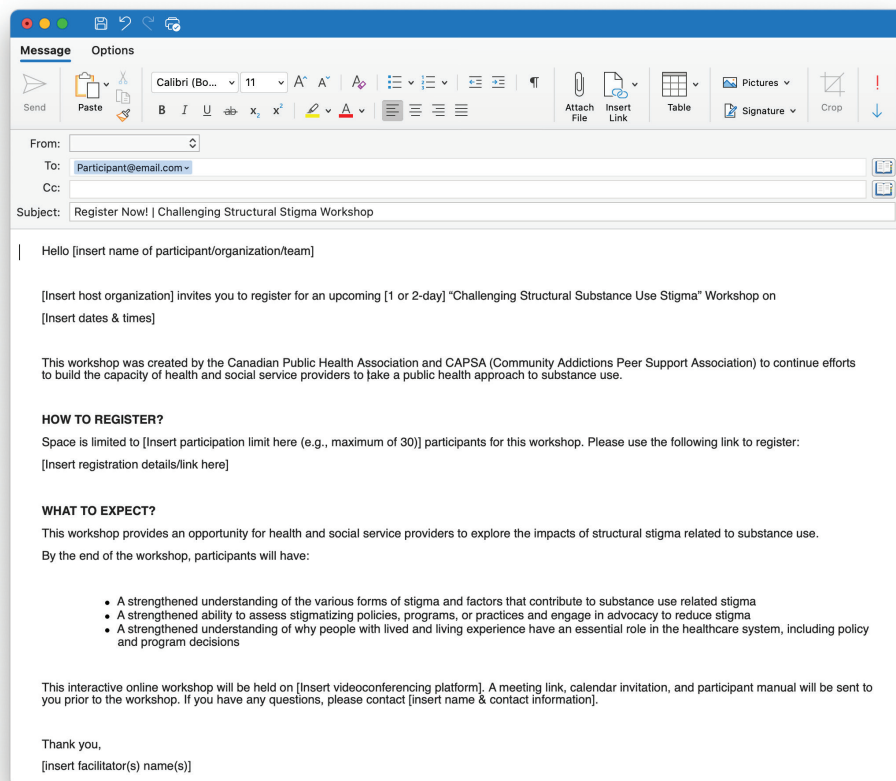 Message Options
Calibri (Bo... 11
Send Paste B I U ab x₂ x² A Attach File Insert Link Table Pictures Signature Crop
From:
To: Participant@email.com
Cc:
Subject: Register Now! | Challenging Structural Stigma Workshop
Hello [insert name of participant/organization/team]
[Insert host organization] invites you to register for an upcoming [1 or 2-day] “Challenging Structural Substance Use Stigma” Workshop on
[Insert dates & times]
This workshop was created by the Canadian Public Health Association and CAPSA (Community Addictions Peer Support Association) to continue efforts
to build the capacity of health and social service providers to take a public health approach to substance use.
HOW TO REGISTER?
Space is limited to [Insert participation limit here (e.g., maximum of 30)] participants for this workshop. Please use the following link to register:
[Insert registration details/link here]
WHAT TO EXPECT?
This workshop provides an opportunity for health and social service providers to explore the impacts of structural stigma related to substance use.
By the end of the workshop, participants will have:
• A strengthened understanding of the various forms of stigma and factors that contribute to substance use related stigma
• A strengthened ability to assess stigmatizing policies, programs, or practices and engage in advocacy to reduce stigma
• A strengthened understanding of why people with lived and living experience have an essential role in the healthcare system, including policy
and program decisions
This interactive online workshop will be held on [Insert videoconferencing platform]. A meeting link, calendar invitation, and participant manual will be sent to
you prior to the workshop. If you have any questions, please contact [insert name & contact information].
Thank you,
[insert facilitator(s) name(s)]